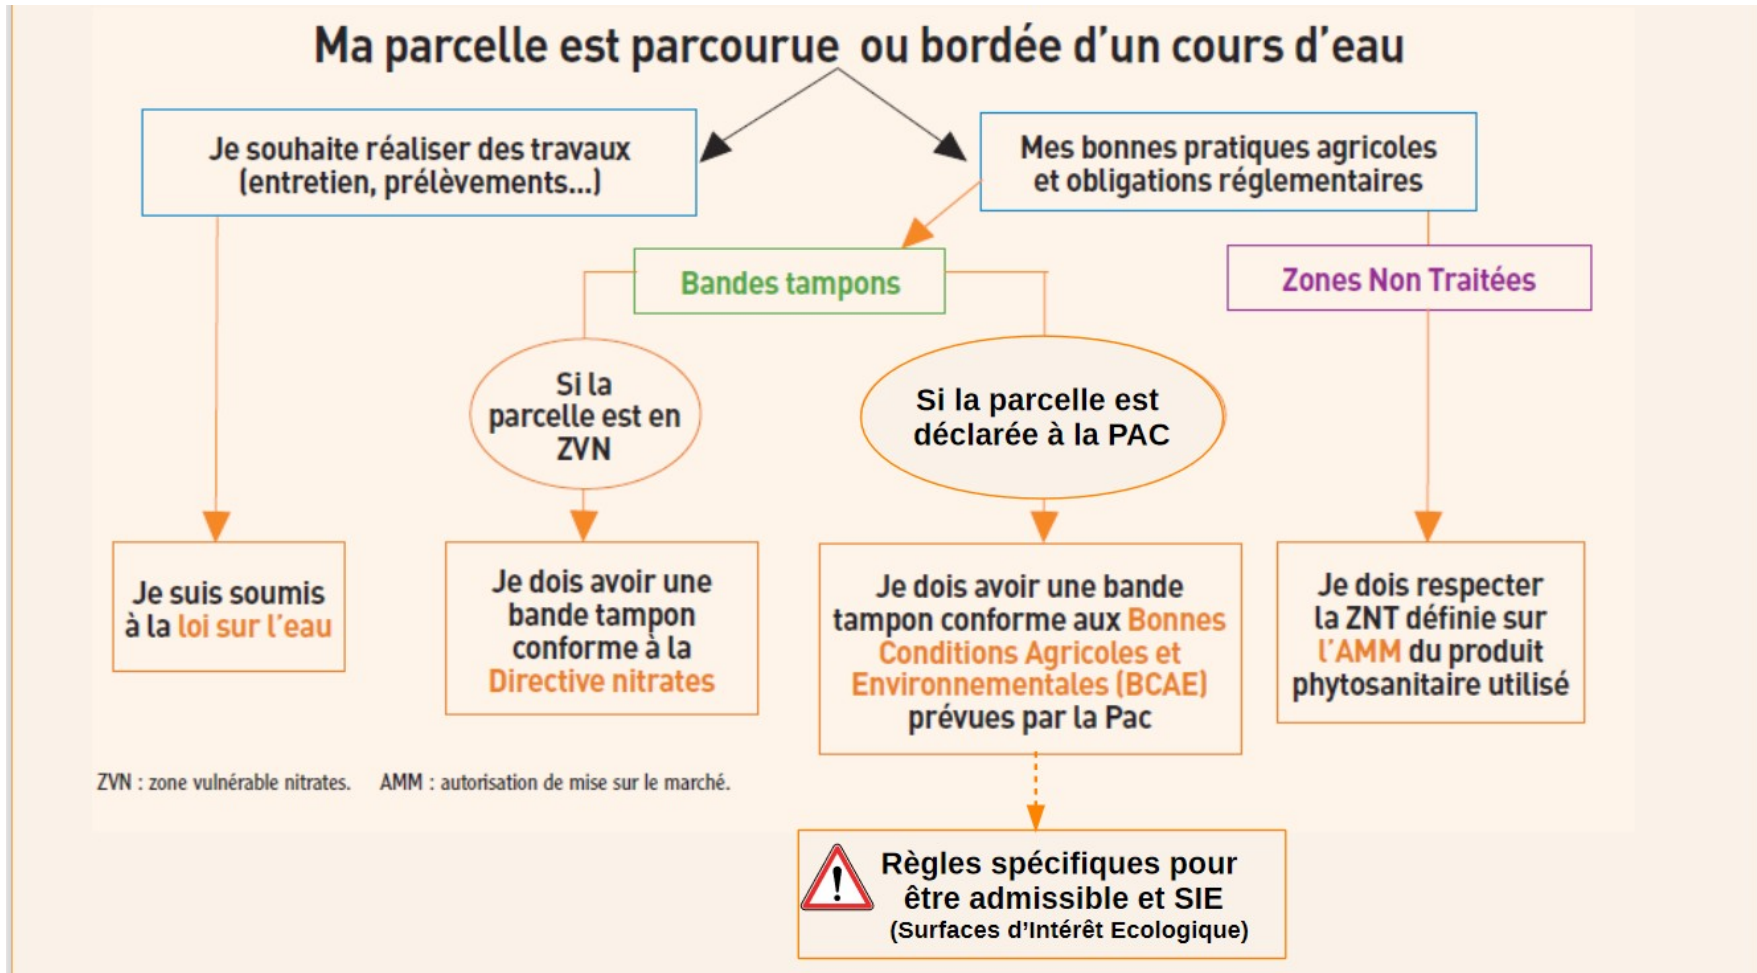 Ma parcelle est parcourue ou bordée d’un cours d’eau
Je souhaite réaliser des travaux
(entretien, prélèvements...)
Mes bonnes pratiques agricoles
et obligations réglementaires
Bandes tampons
Zones Non Traitées
Si la
parcelle est en
ZVN
Si la parcelle est
déclarée à la PAC
Je suis soumis
à la loi sur l’eau
Je dois avoir une
bande tampon
conforme à la
Directive nitrates
Je dois avoir une bande
tampon conforme aux Bonnes
Conditions Agricoles et
Environnementales (BCAE)
prévues par la Pac
Je dois respecter
la ZNT définie sur
l’AMM du produit
phytosanitaire utilisé
ZVN : zone vulnérable nitrates. AMM : autorisation de mise sur le marché.
Règles spécifiques pour
être admissible et SIE
(Surfaces d’Intérêt Ecologique)